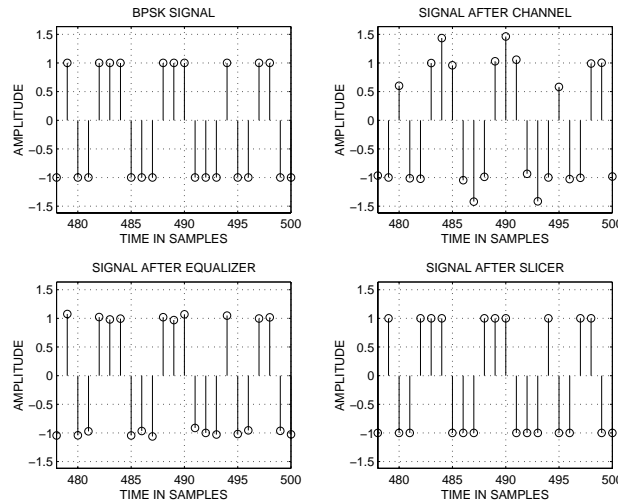 BPSK SIGNAL
1.5
1
0.5
0
−0.5
−1
−1.5
AMPLITUDE
480 485 490 495 500
TIME IN SAMPLES
SIGNAL AFTER CHANNEL
1.5
1
0.5
0
−0.5
−1
−1.5
AMPLITUDE
480 485 490 495 500
TIME IN SAMPLES
SIGNAL AFTER EQUALIZER
1.5
1
0.5
0
−0.5
−1
−1.5
AMPLITUDE
480 485 490 495 500
TIME IN SAMPLES
SIGNAL AFTER SLICER
1.5
1
0.5
0
−0.5
−1
−1.5
AMPLITUDE
480 485 490 495 500
TIME IN SAMPLES